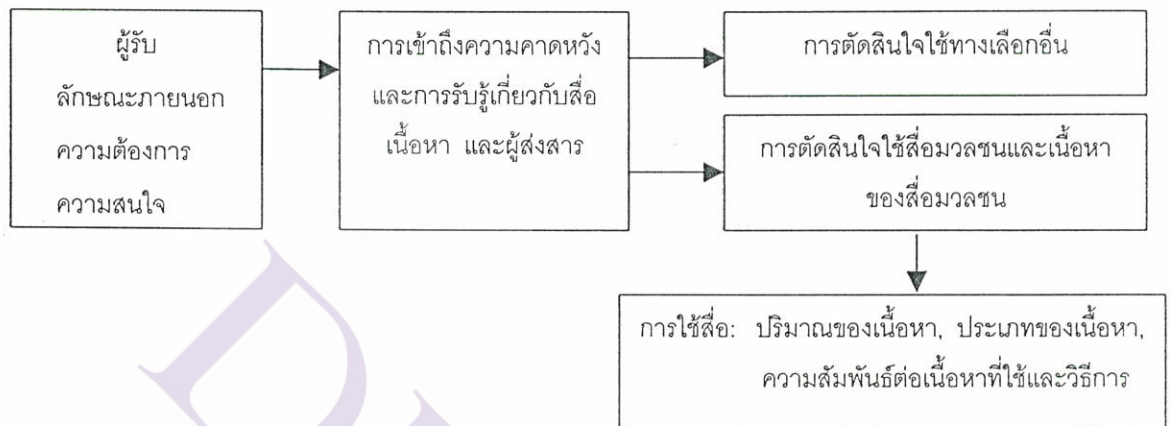 ผู้รับ
ลักษณะภายนอก
ความต้องการ
ความสนใจ
การเข้าถึงความคาดหวัง
และการรับรู้เกี่ยวกับสื่อ
เนื้อหา และผู้ส่งสาร
การตัดสินใจใช้ทางเลือกอื่น
การตัดสินใจใช้สื่อมวลชนและเนื้อหา
ของสื่อมวลชน
การใช้สื่อ: ปริมาณของเนื้อหา, ประเภทของเนื้อหา,
ความสัมพันธ์ต่อเนื้อหาที่ใช้และวิธีการ